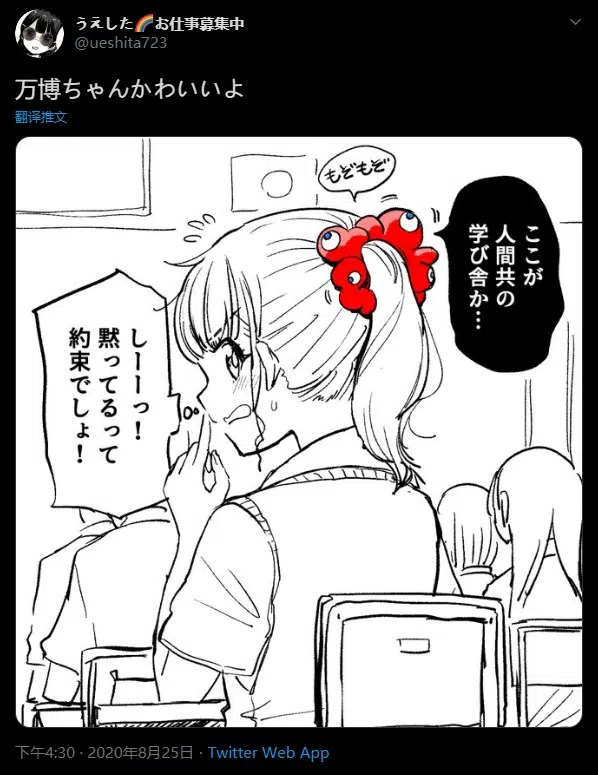 うえした🌈お仕事募集中
@ueshita723
万博ちゃんかわいいよ
翻译推文
もぞもぞ
ここが
人間共の
学び舎か…
しーーっ!
黙ってるって
約束でしょ!
下午4:30 · 2020年8月25日 · Twitter Web App